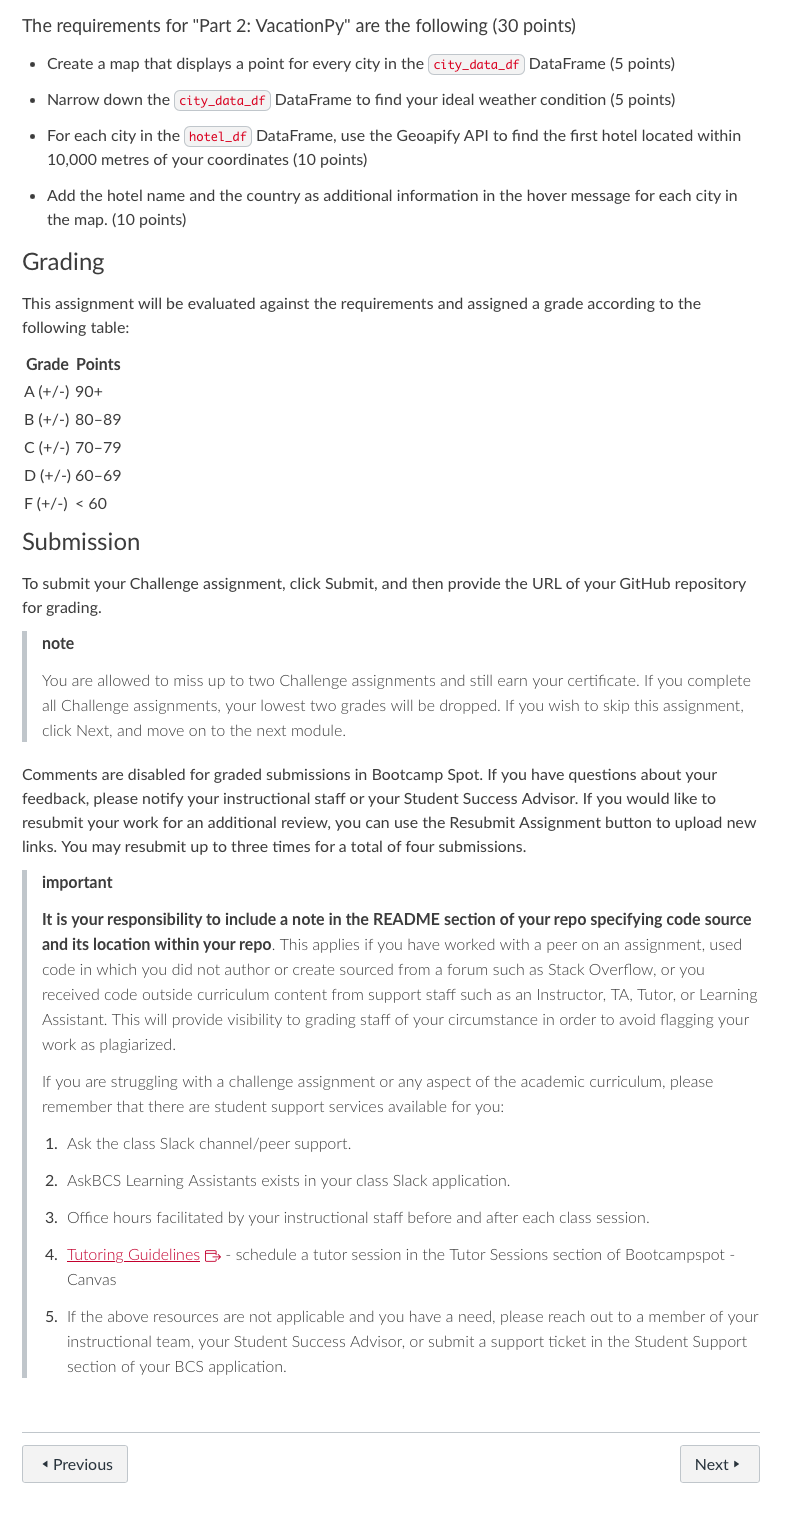 The requirements for "Part 2: VacationPy" are the following (30 points)
• Create a map that displays a point for every city in the city_data_df DataFrame (5 points)
• Narrow down the city_data_df DataFrame to find your ideal weather condition (5 points)
• For each city in the hotel_df DataFrame, use the Geoapify API to find the first hotel located within
10,000 metres of your coordinates (10 points)
• Add the hotel name and the country as additional information in the hover message for each city in
the map. (10 points)
Grading
This assignment will be evaluated against the requirements and assigned a grade according to the
following table:
Grade Points
A (+/-) 90+
B (+/-) 80–89
C (+/-) 70–79
D (+/-) 60–69
F (+/-) < 60
Submission
To submit your Challenge assignment, click Submit, and then provide the URL of your GitHub repository
for grading.
note
You are allowed to miss up to two Challenge assignments and still earn your certificate. If you complete
all Challenge assignments, your lowest two grades will be dropped. If you wish to skip this assignment,
click Next, and move on to the next module.
Comments are disabled for graded submissions in Bootcamp Spot. If you have questions about your
feedback, please notify your instructional staff or your Student Success Advisor. If you would like to
resubmit your work for an additional review, you can use the Resubmit Assignment button to upload new
links. You may resubmit up to three times for a total of four submissions.
important
It is your responsibility to include a note in the README section of your repo specifying code source
and its location within your repo. This applies if you have worked with a peer on an assignment, used
code in which you did not author or create sourced from a forum such as Stack Overflow, or you
received code outside curriculum content from support staff such as an Instructor, TA, Tutor, or Learning
Assistant. This will provide visibility to grading staff of your circumstance in order to avoid flagging your
work as plagiarized.
If you are struggling with a challenge assignment or any aspect of the academic curriculum, please
remember that there are student support services available for you:
1. Ask the class Slack channel/peer support.
2. AskBCS Learning Assistants exists in your class Slack application.
3. Office hours facilitated by your instructional staff before and after each class session.
4. Tutoring Guidelines - schedule a tutor session in the Tutor Sessions section of Bootcampspot -
Canvas
5. If the above resources are not applicable and you have a need, please reach out to a member of your
instructional team, your Student Success Advisor, or submit a support ticket in the Student Support
section of your BCS application.
Previous
Next